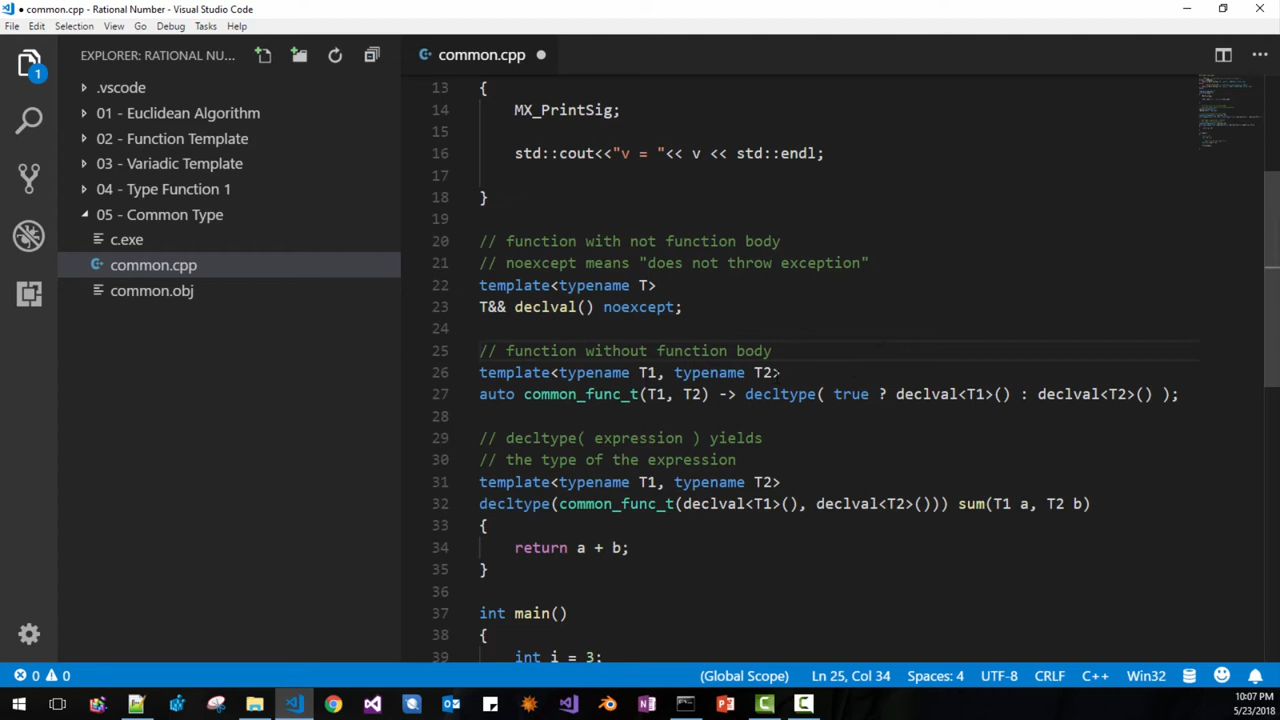 common.cpp - Rational Number - Visual Studio Code
File Edit Selection View Go Debug Tasks Help
EXPLORER: RATIONAL NU...
common.cpp
1
.vscode
01 - Euclidean Algorithm
02 - Function Template
03 - Variadic Template
04 - Type Function 1
05 - Common Type
c.exe
common.cpp
common.obj
13 {
14 MX_PrintSig;
15
16 std::cout<<"v = "<< v << std::endl;
17
18 }
19
20 // function with not function body
21 // noexcept means "does not throw exception"
22 template<typename T>
23 T&& declval() noexcept;
24
25 // function without function body
26 template<typename T1, typename T2>
27 auto common_func_t(T1, T2) -> decltype( true ? declval<T1>() : declval<T2>() );
28
29 // decltype( expression ) yields
30 // the type of the expression
31 template<typename T1, typename T2>
32 decltype(common_func_t(declval<T1>(), declval<T2>())) sum(T1 a, T2 b)
33 {
34 return a + b;
35 }
36
37 int main()
38 {
39 int i = 3;
0 0 (Global Scope) Ln 25, Col 34 Spaces: 4 UTF-8 CRLF C++ Win32
10:07 PM
5/23/2018